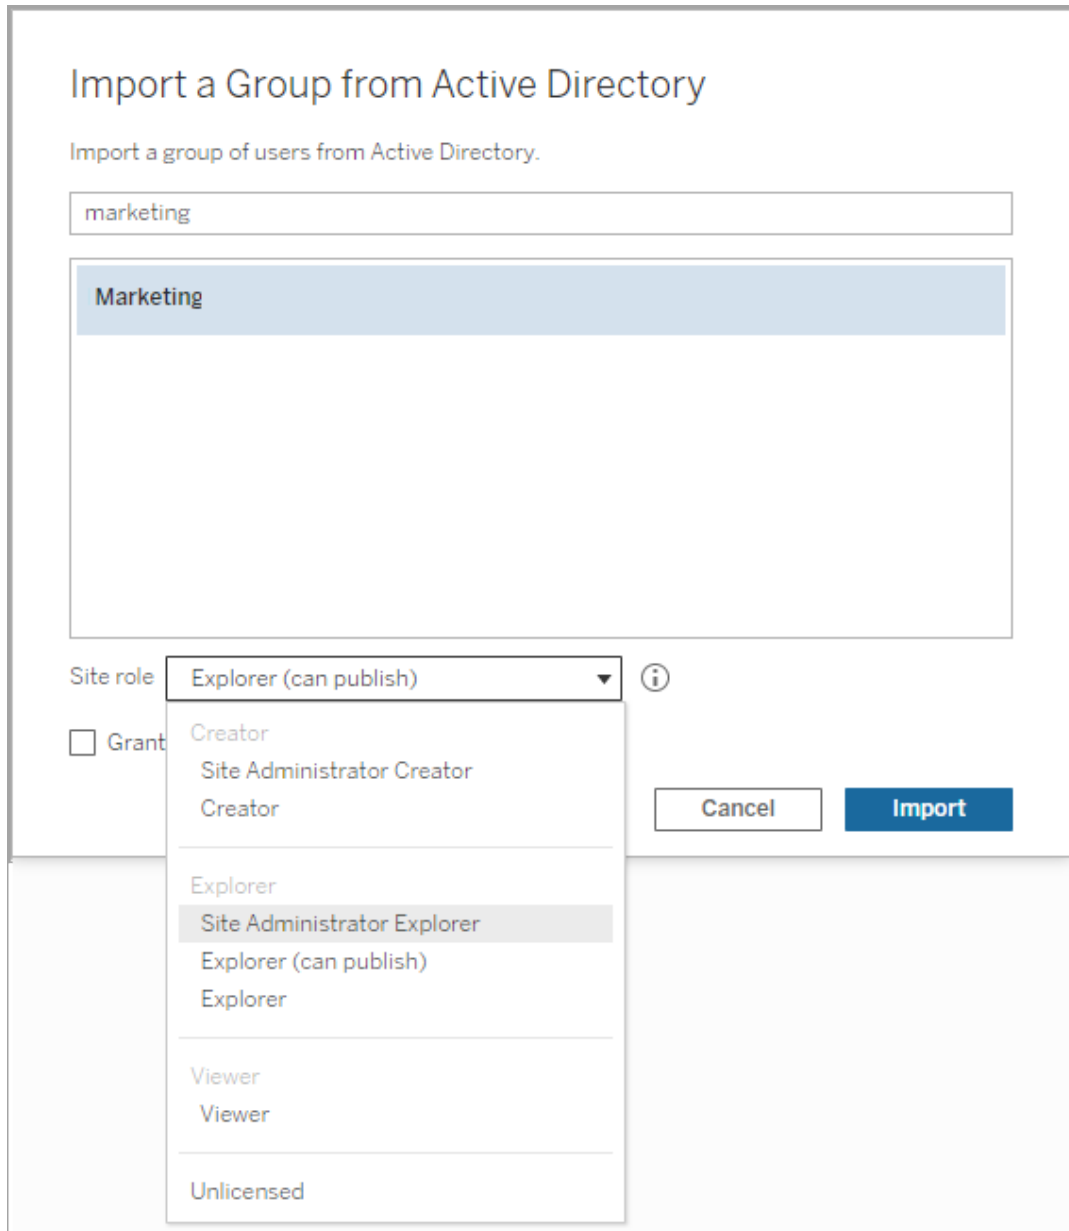 Import a Group from Active Directory
Import a group of users from Active Directory.
marketing
Marketing
Site role
Explorer (can publish)
Grant
Creator
Site Administrator Creator
Creator
Cancel
Import
Explorer
Site Administrator Explorer
Explorer (can publish)
Explorer
Viewer
Viewer
Unlicensed